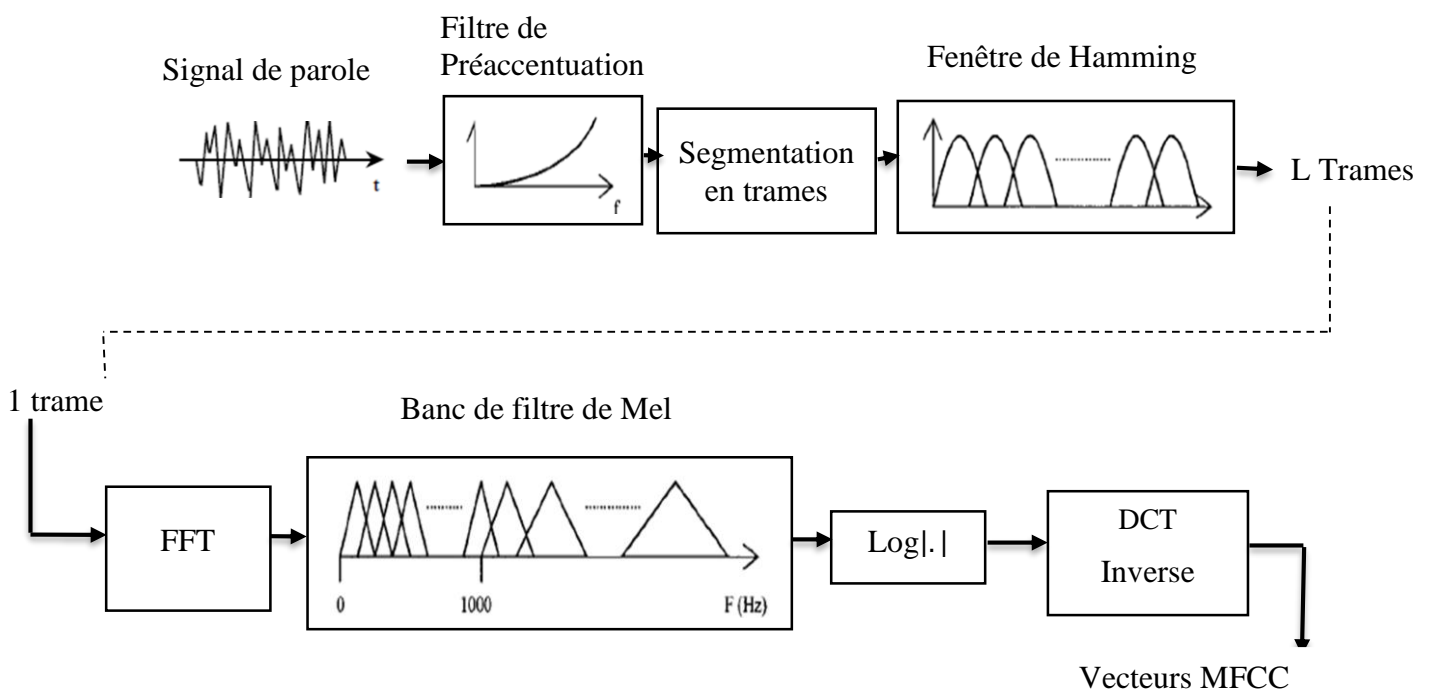 Filtre de
Préaccentuation
Signal de parole
Fenêtre de Hamming
t
f
Segmentation
en trames
L Trames
1 trame
Banc de filtre de Mel
FFT
0
1000
F (Hz)
Log|.|
DCT
Inverse
Vecteurs MFCC